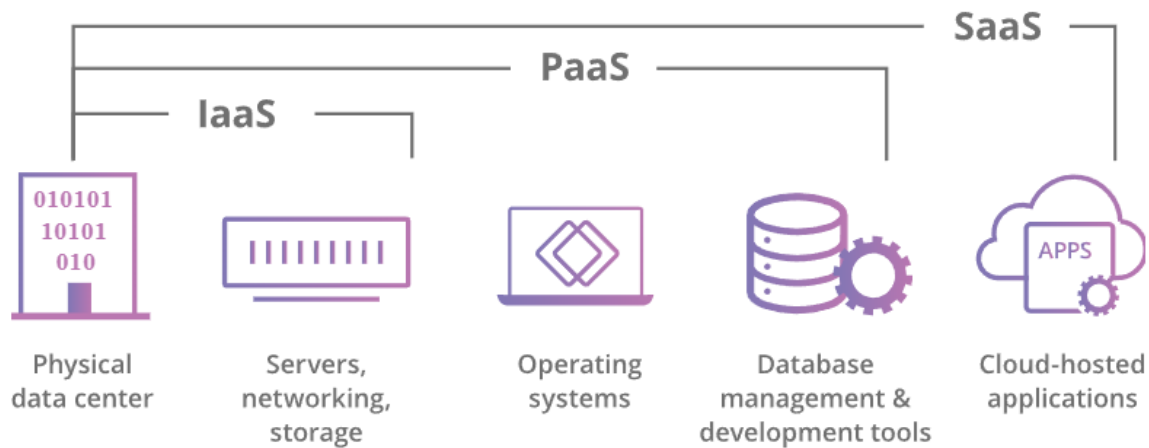 SaaS
PaaS
IaaS
010101
10101
010
APPS
Physical
data center
Servers,
networking,
storage
Operating
systems
Database
management &
development tools
Cloud-hosted
applications